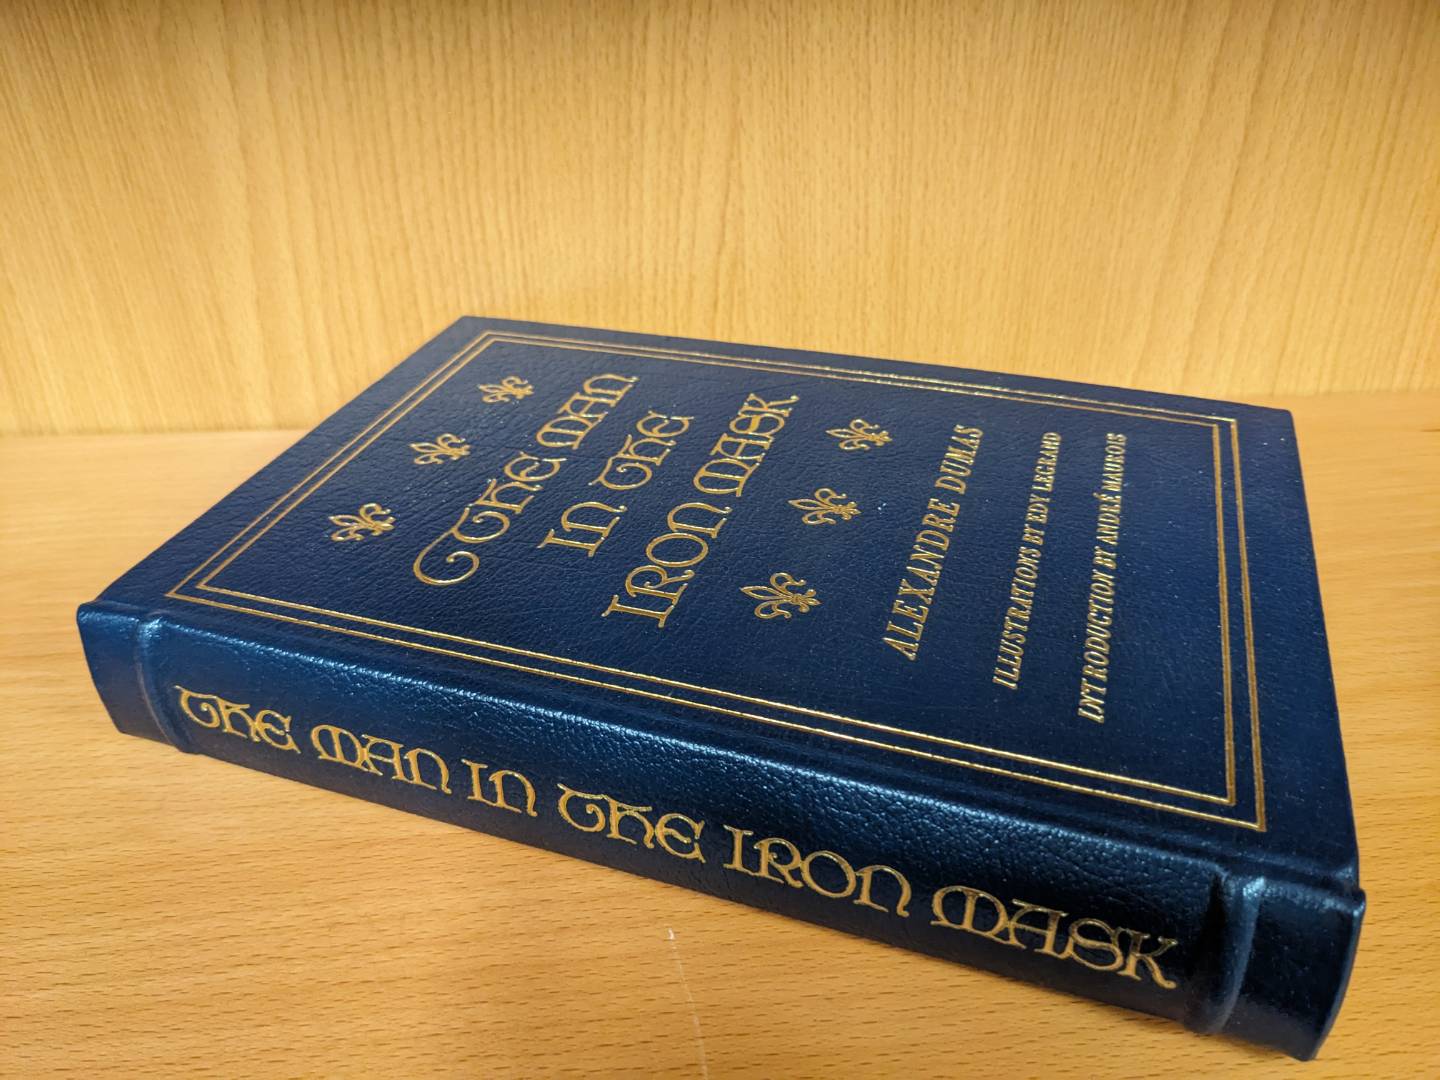 THE MAN
IN THE
IRON MASK
ALEXANDRE DUMAS
ILLUSTRATIONS BY EDY LEGRAND
INTRODUCTION BY ANDRÉ MAUROIS
THE MAN IN THE IRON MASK